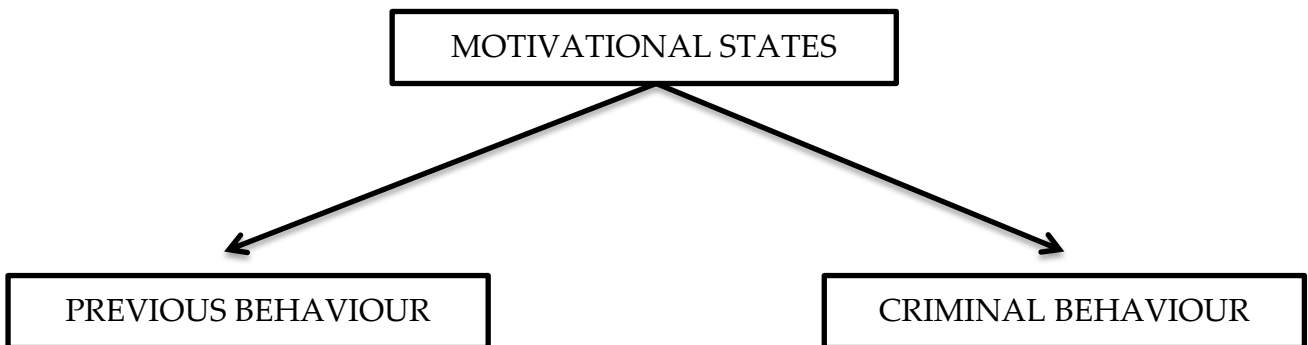 MOTIVATIONAL STATES
PREVIOUS BEHAVIOUR
CRIMINAL BEHAVIOUR